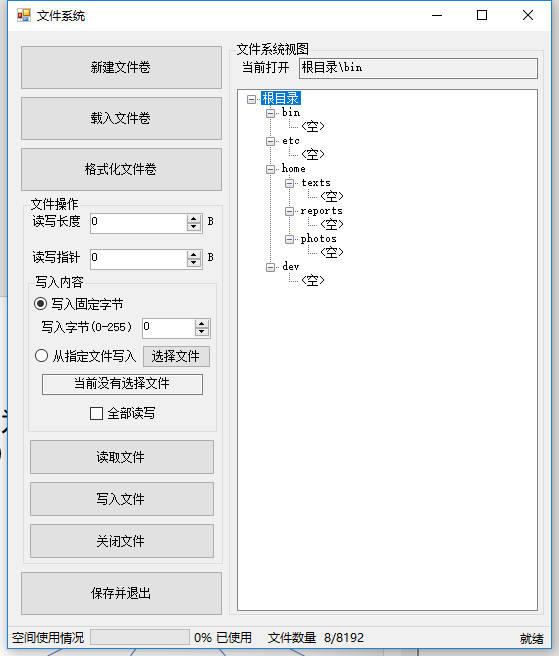 文件系统
新建文件卷
载入文件卷
格式化文件卷
文件操作
读写长度 0 B
读写指针 0 B
写入内容
写入固定字节
写入字节(0-255) 0
从指定文件写入 选择文件
当前没有选择文件
全部读写
读取文件
写入文件
关闭文件
保存并退出
文件系统视图
当前打开 根目录\bin
根目录
bin
<空>
etc
<空>
home
texts
<空>
reports
<空>
photos
<空>
dev
<空>
空间使用情况 0% 已使用 文件数量 8/8192 就绪